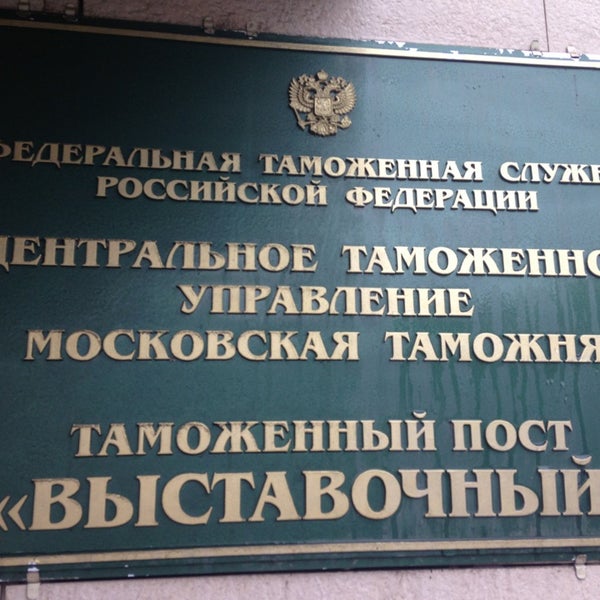 ФЕДЕРАЛЬНАЯ ТАМОЖЕННАЯ СЛУЖБ
РОССИЙСКОЙ ФЕДЕРАЦИИ
ЦЕНТРАЛЬНОЕ ТАМОЖЕННО
УПРАВЛЕНИЕ
МОСКОВСКАЯ ТАМОЖНЯ
ТАМОЖЕННЫЙ ПОСТ
«ВЫСТАВОЧНЫЙ